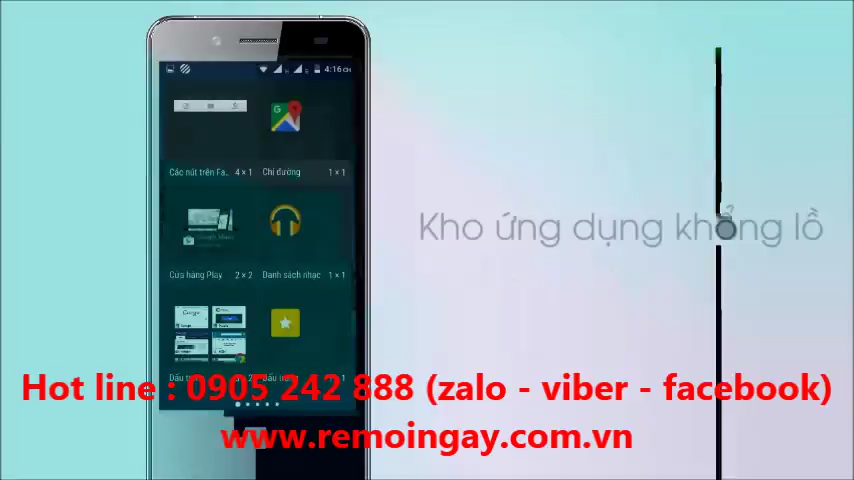 4:16 CH
Các nút trên Fa.. 4 × 1 Chỉ đường 1 × 1
Cửa hàng Play 2 × 2 Danh sách nhạc 1 × 1
Kho ứng dụng khổng lồ
Hot line : 0905 242 888 (zalo - viber - facebook)
www.remoingay.com.vn